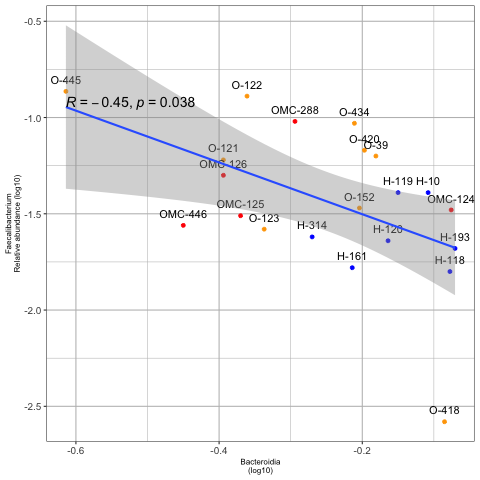 -0.5
O-445
O-122
R = −0.45, p = 0.038
OMC-288
O-434
-1.0
O-420
O-39
O-121
OMC-126
H-119
H-10
O-152
OMC-124
OMC-446
OMC-125
O-123
-1.5
H-314
H-120
H-193
H-161
H-118
-2.0
O-418
-2.5
Faecalibacterium
Relative abundance (log10)
-0.6
-0.4
-0.2
Bacteroidia
(log10)